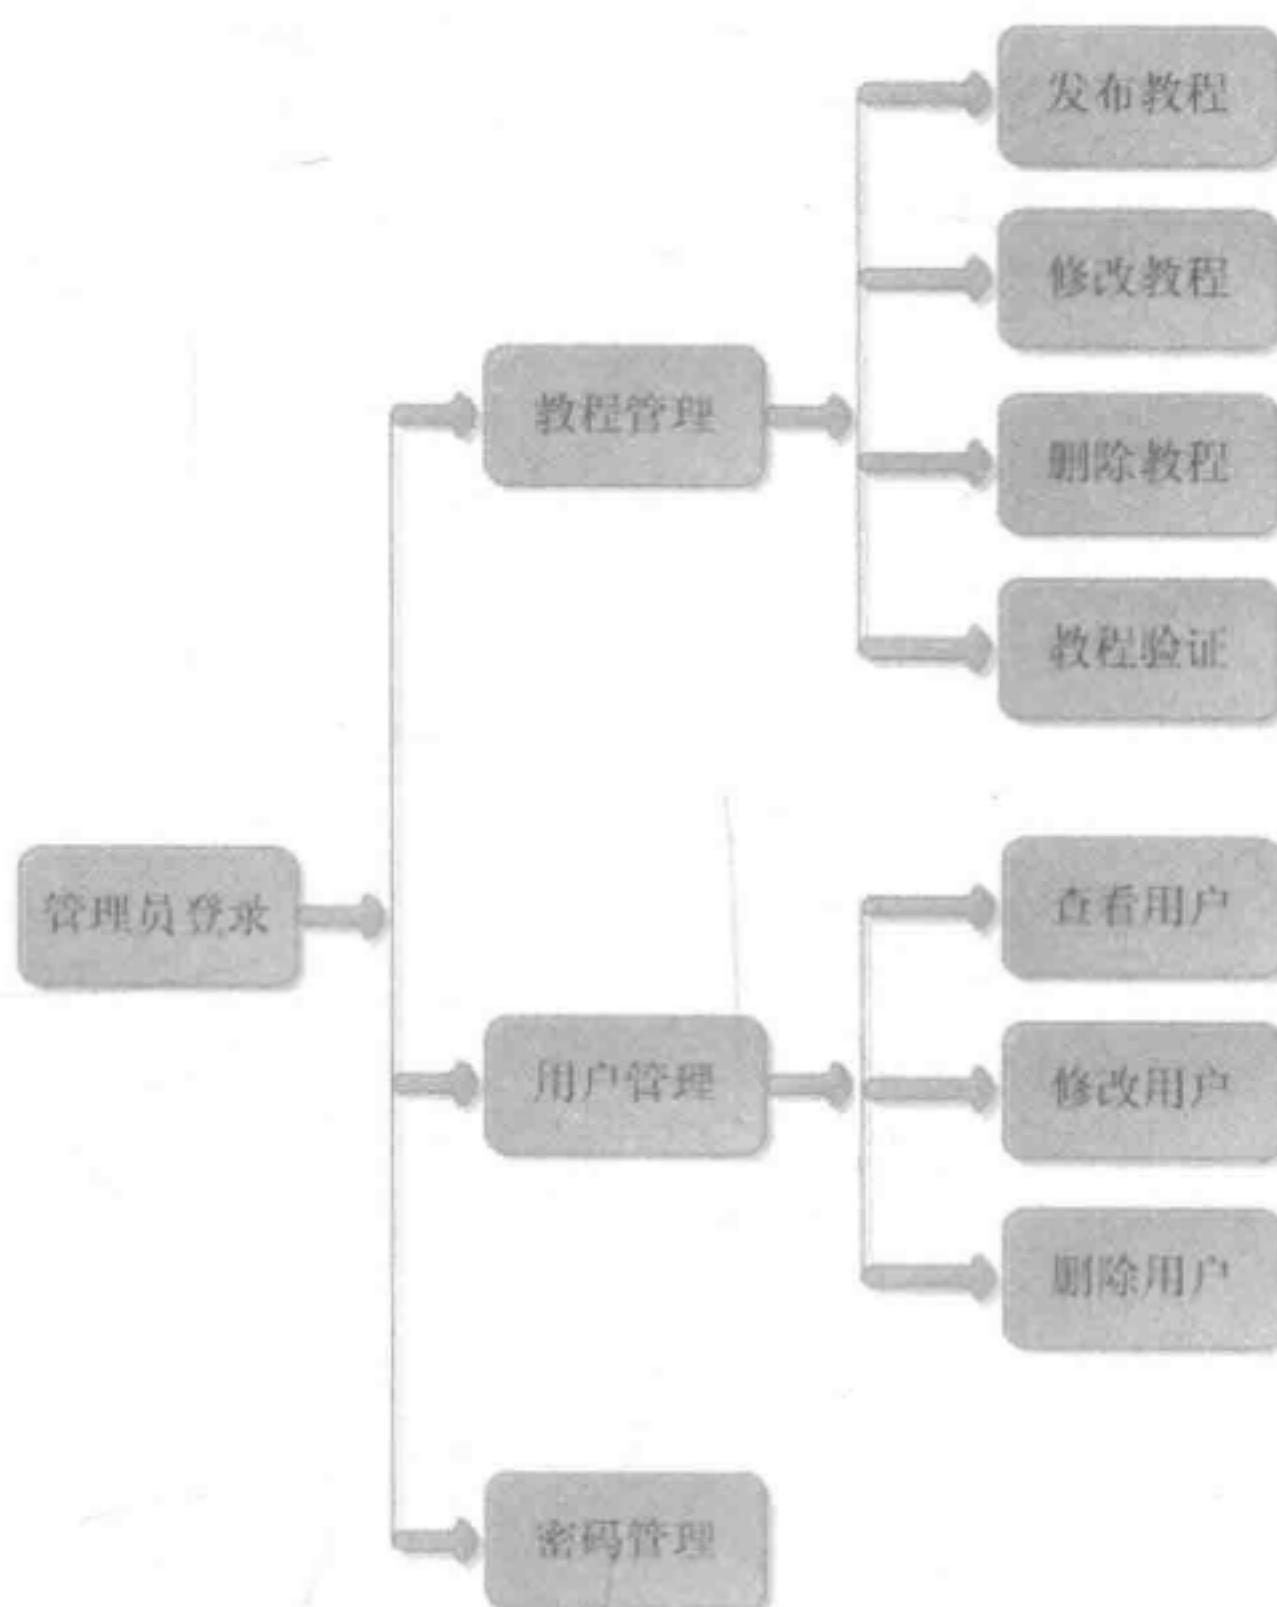 发布教程
修改教程
教程管理
删除教程
教程验证
管理员登录
查看用户
用户管理
修改用户
删除用户
密码管理